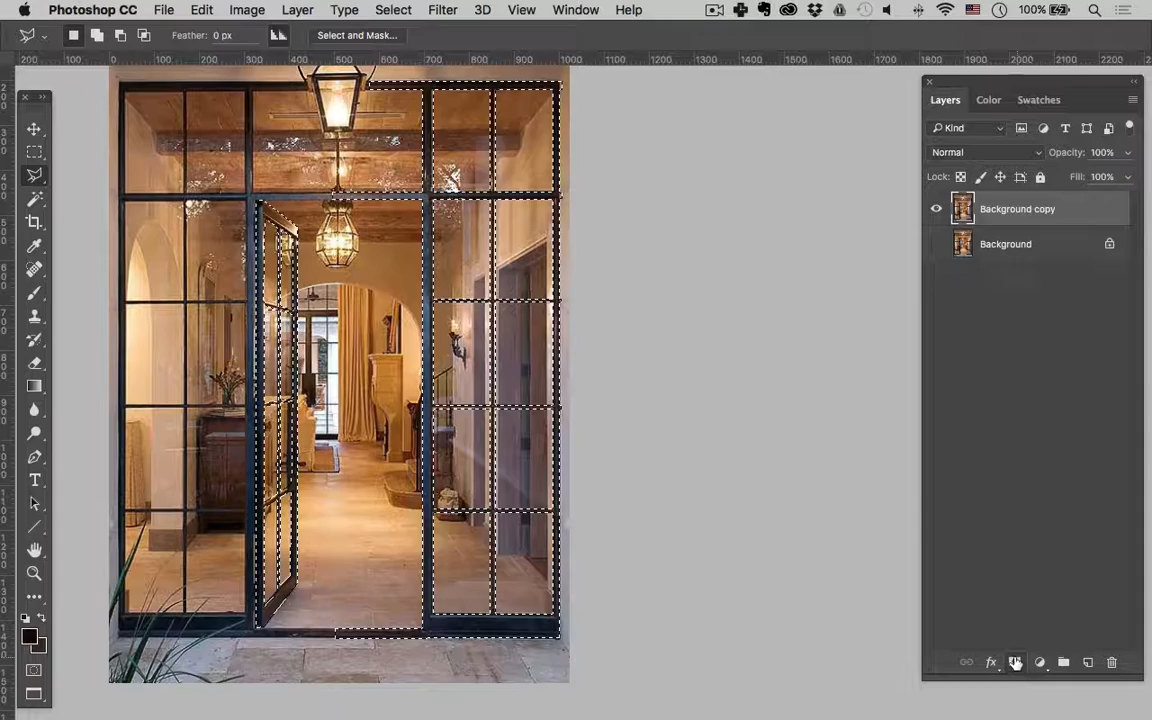 Photoshop CC File Edit Image Layer Type Select Filter 3D View Window Help 100%
Feather: 0 px Select and Mask...
200 100 0 100 200 300 400 500 600 700 800 900 1000 1100 1200 1300 1400 1500 1600 1700 1800 1900 2000 2100 2200
Layers Color Swatches
Kind
Normal Opacity: 100%
Lock: Fill: 100%
Background copy
Background
fx